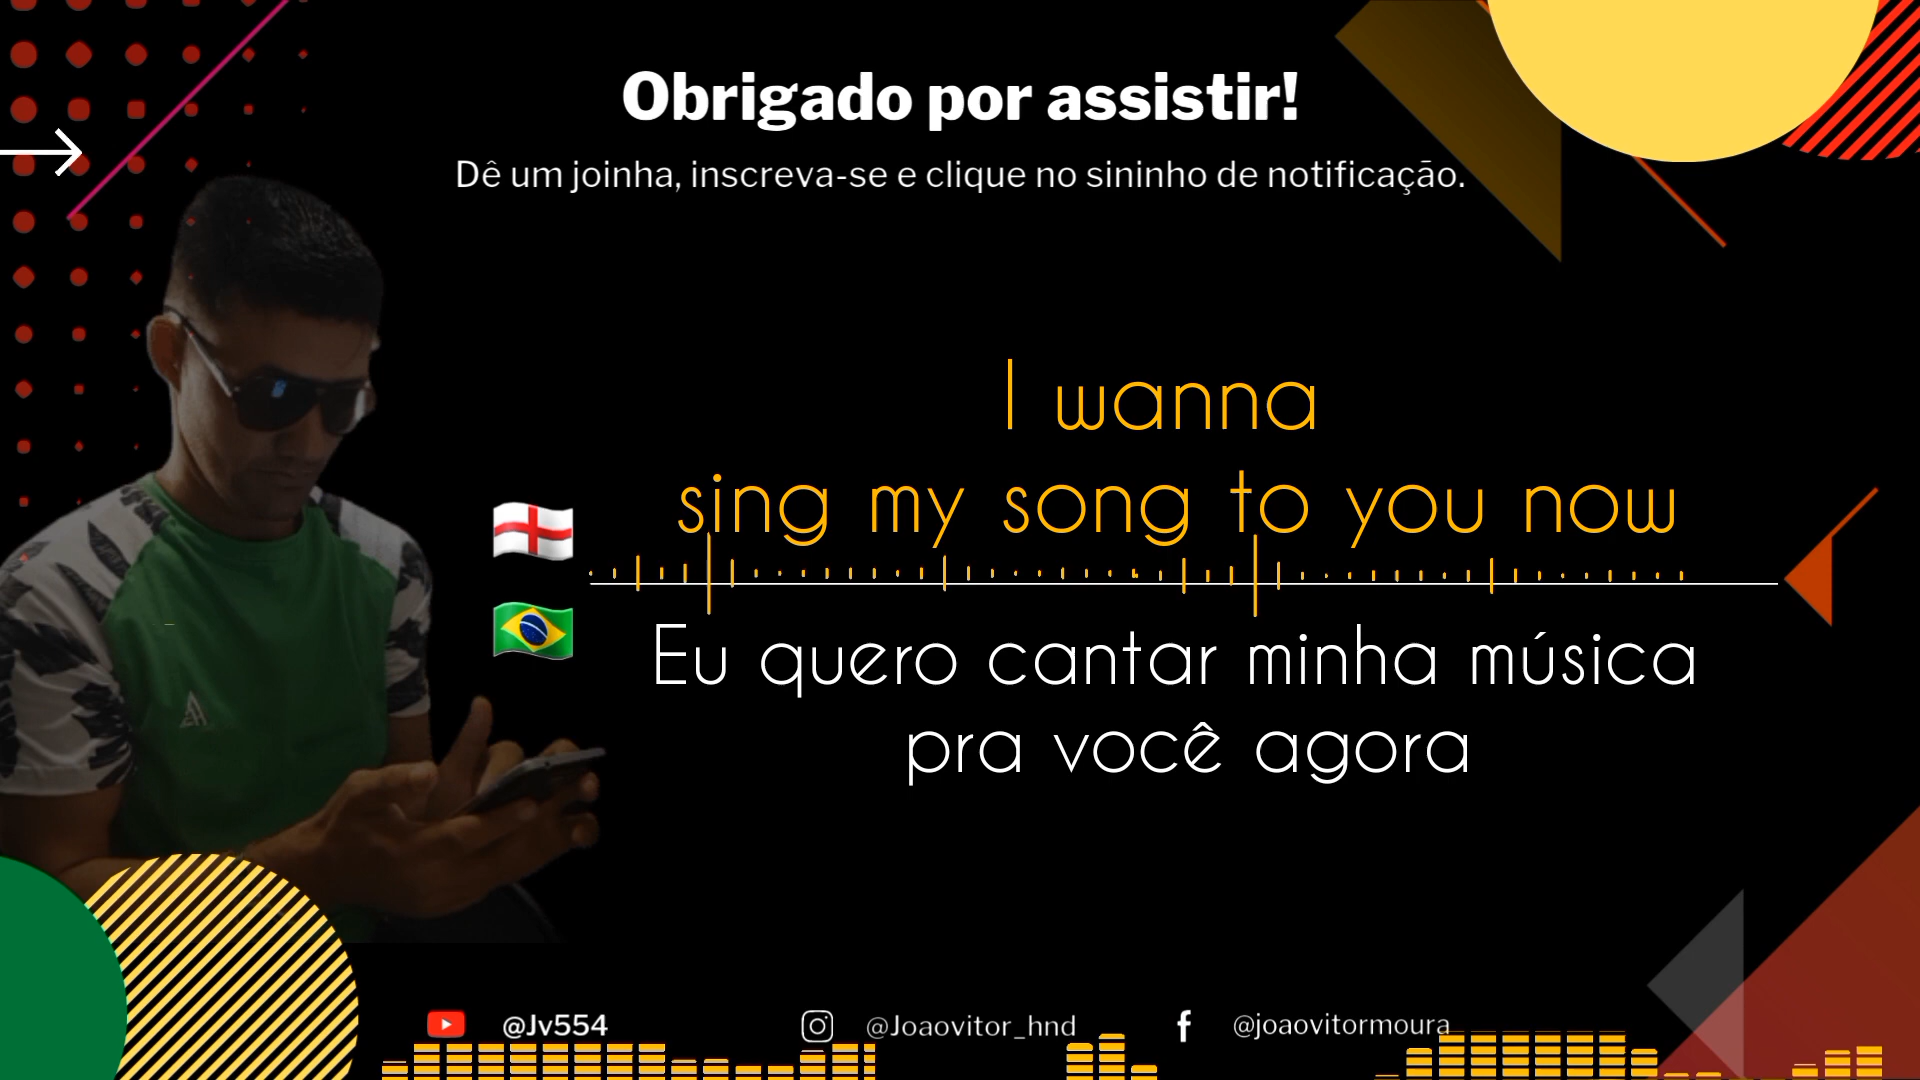 Obrigado por assistir!
Dê um joinha, inscreva-se e clique no sininho de notificação.
I wanna
sing my song to you now
Eu quero cantar minha música
pra você agora
@Jv554
@Joaovitor_hnd
@joaovitormoura